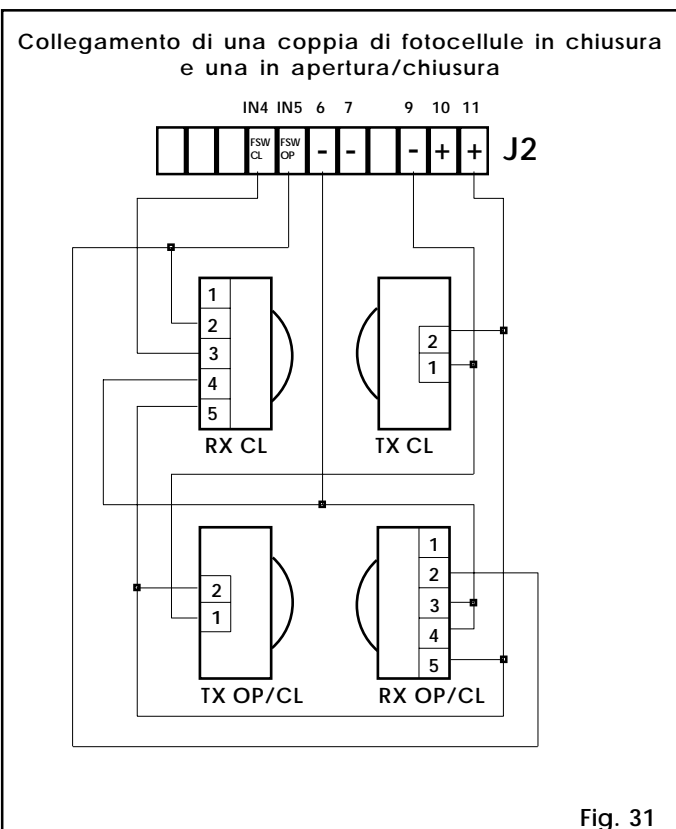 Collegamento di una coppia di fotocellule in chiusura
e una in apertura/chiusura
IN4 IN5 6 7 9 10 11
FSW CL FSW OP - - - + + J2
1
2
3
4
5
RX CL
2
1
TX CL
2
1
TX OP/CL
1
2
3
4
5
RX OP/CL
Fig. 31